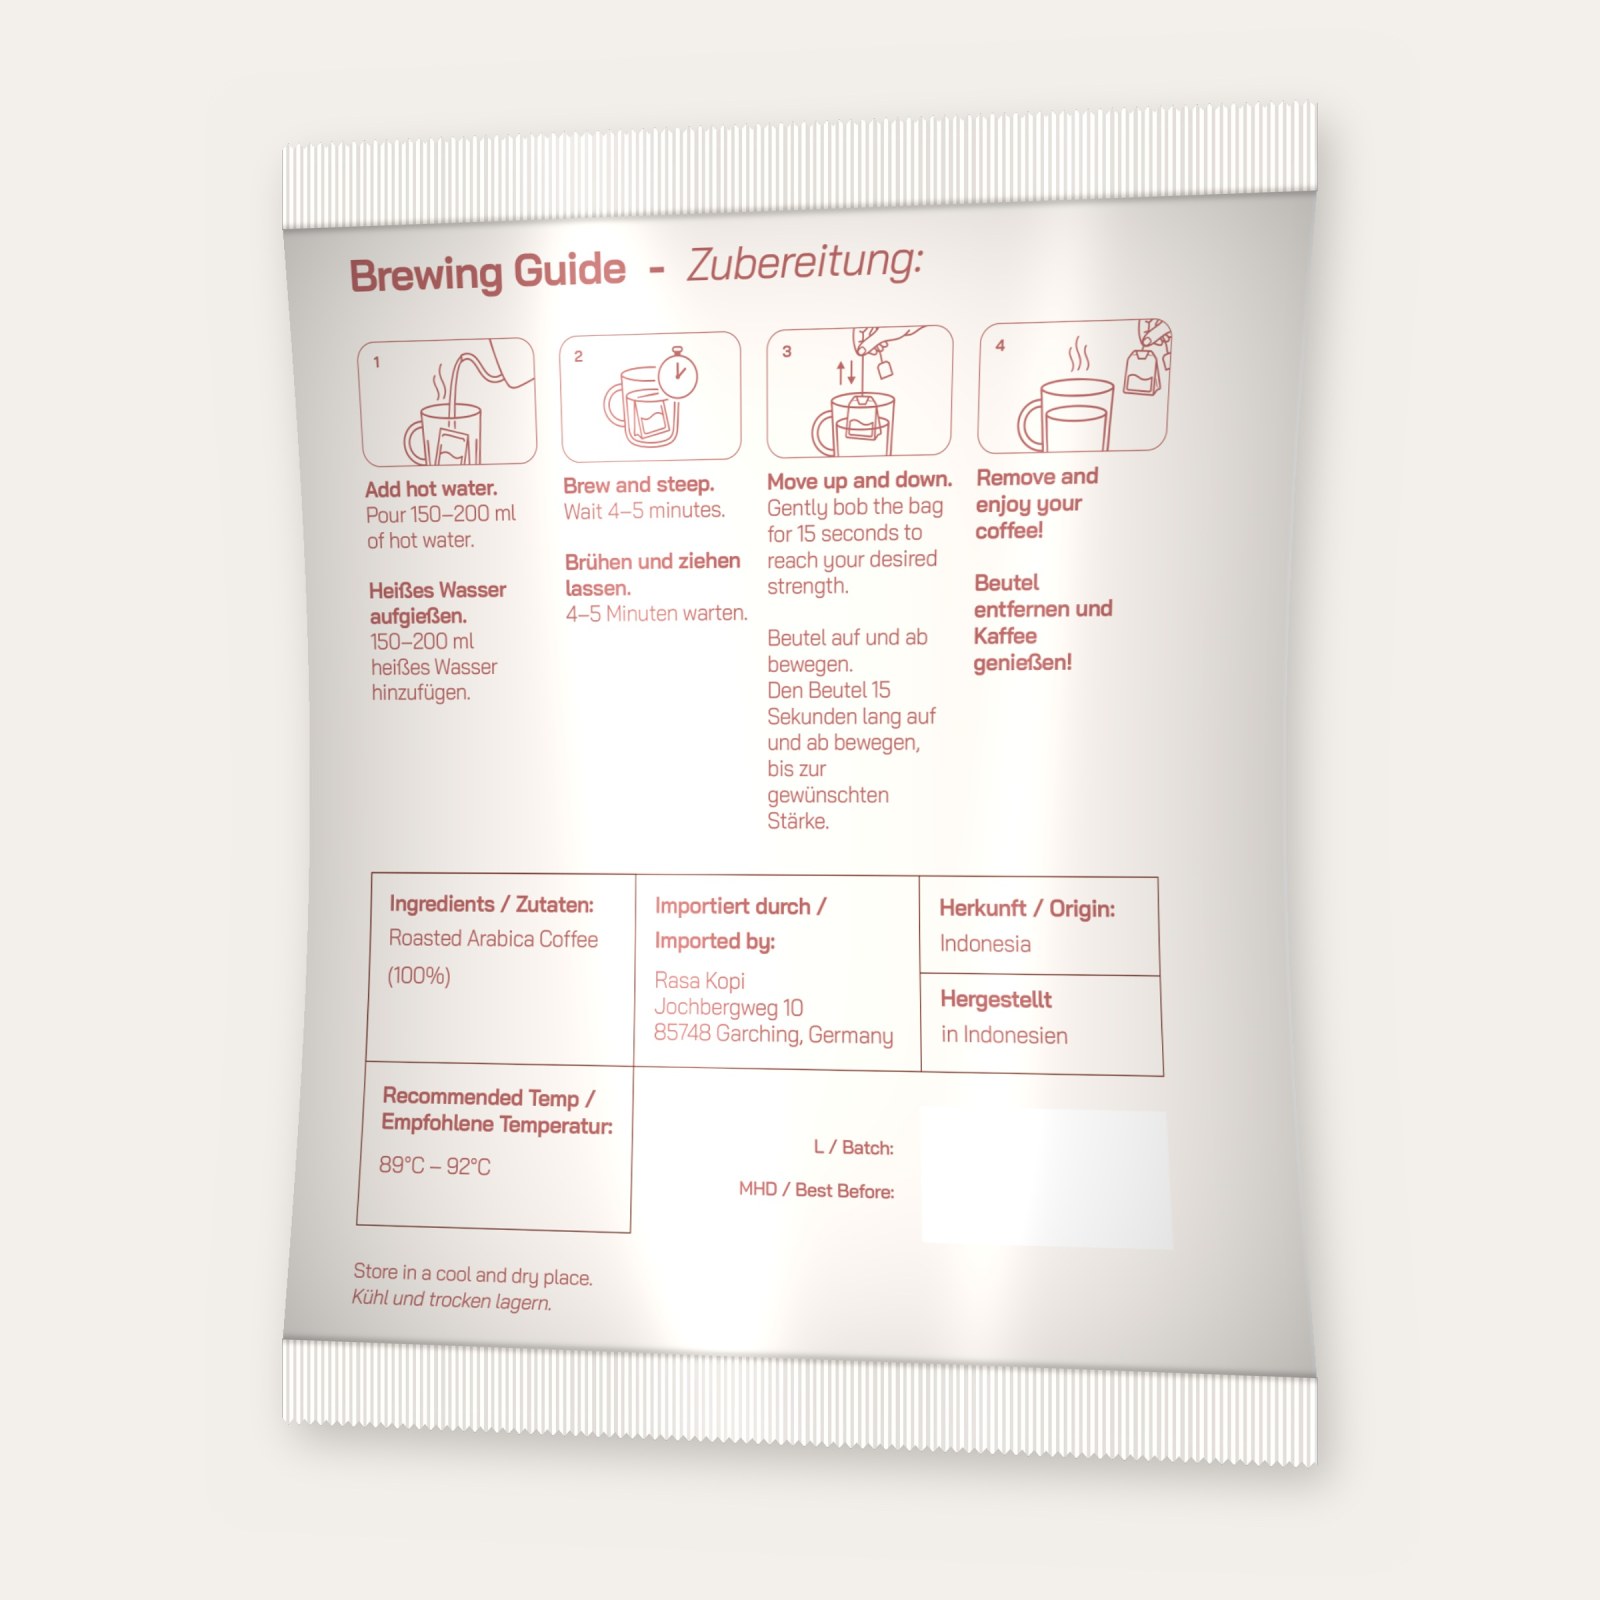 Brewing Guide - Zubereitung:
1
Add hot water.
Pour 150–200 ml
of hot water.
Heißes Wasser
aufgießen.
150–200 ml
heißes Wasser
hinzufügen.
2
Brew and steep.
Wait 4–5 minutes.
Brühen und ziehen
lassen.
4–5 Minuten warten.
3
Move up and down.
Gently bob the bag
for 15 seconds to
reach your desired
strength.
Beutel auf und ab
bewegen.
Den Beutel 15
Sekunden lang auf
und ab bewegen,
bis zur
gewünschten
Stärke.
4
Remove and
enjoy your
coffee!
Beutel
entfernen und
Kaffee
genießen!
Ingredients / Zutaten:
Roasted Arabica Coffee
(100%)
Importiert durch /
Imported by:
Rasa Kopi
Jochbergweg 10
85748 Garching, Germany
Herkunft / Origin:
Indonesia
Hergestellt
in Indonesien
Recommended Temp /
Empfohlene Temperatur:
89°C – 92°C
L / Batch:
MHD / Best Before:
Store in a cool and dry place.
Kühl und trocken lagern.